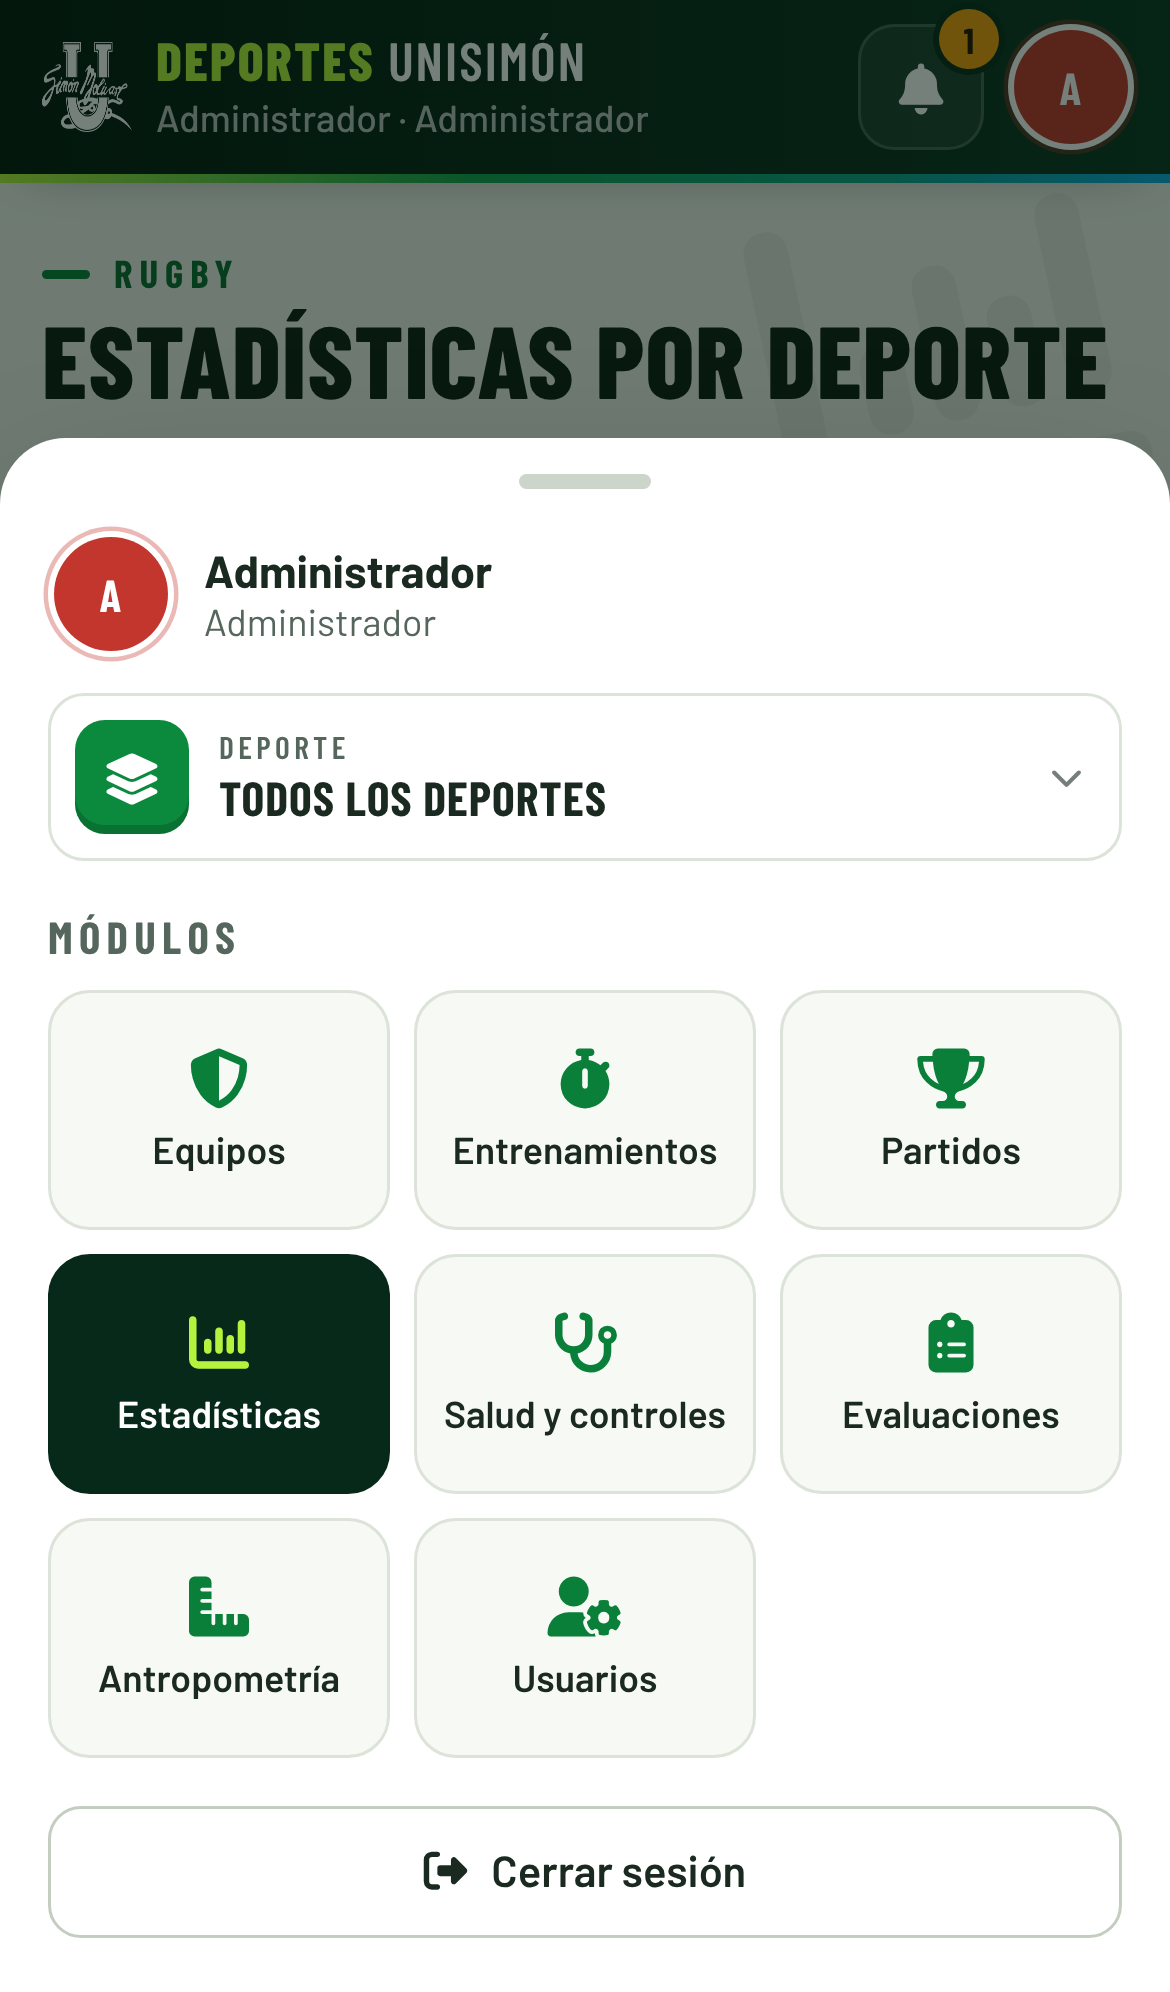 DEPORTES UNISIMÓN
Administrador · Administrador
1
A
RUGBY
ESTADÍSTICAS POR DEPORTE
A
Administrador
Administrador
DEPORTE
TODOS LOS DEPORTES
MÓDULOS
Equipos
Entrenamientos
Partidos
Estadísticas
Salud y controles
Evaluaciones
Antropometría
Usuarios
Cerrar sesión